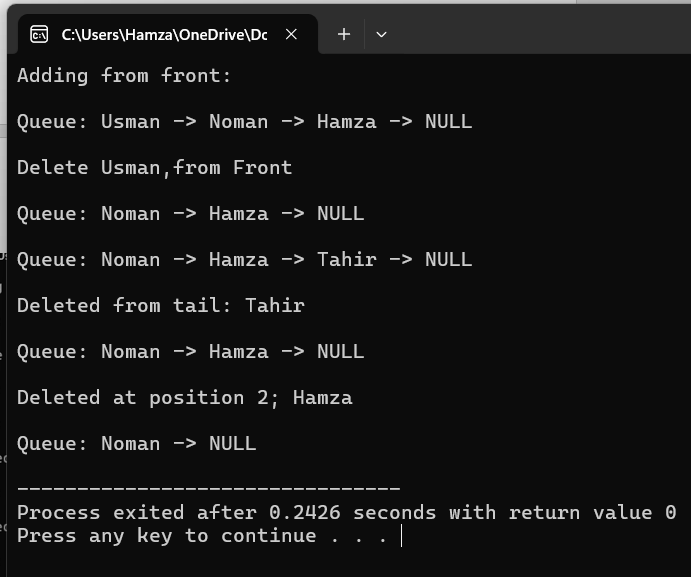 C:\Users\Hamza\OneDrive\Dc
Adding from front:
Queue: Usman -> Noman -> Hamza -> NULL
Delete Usman,from Front
Queue: Noman -> Hamza -> NULL
Queue: Noman -> Hamza -> Tahir -> NULL
Deleted from tail: Tahir
Queue: Noman -> Hamza -> NULL
Deleted at position 2; Hamza
Queue: Noman -> NULL
--------------------------------
Process exited after 0.2426 seconds with return value 0
Press any key to continue . . .